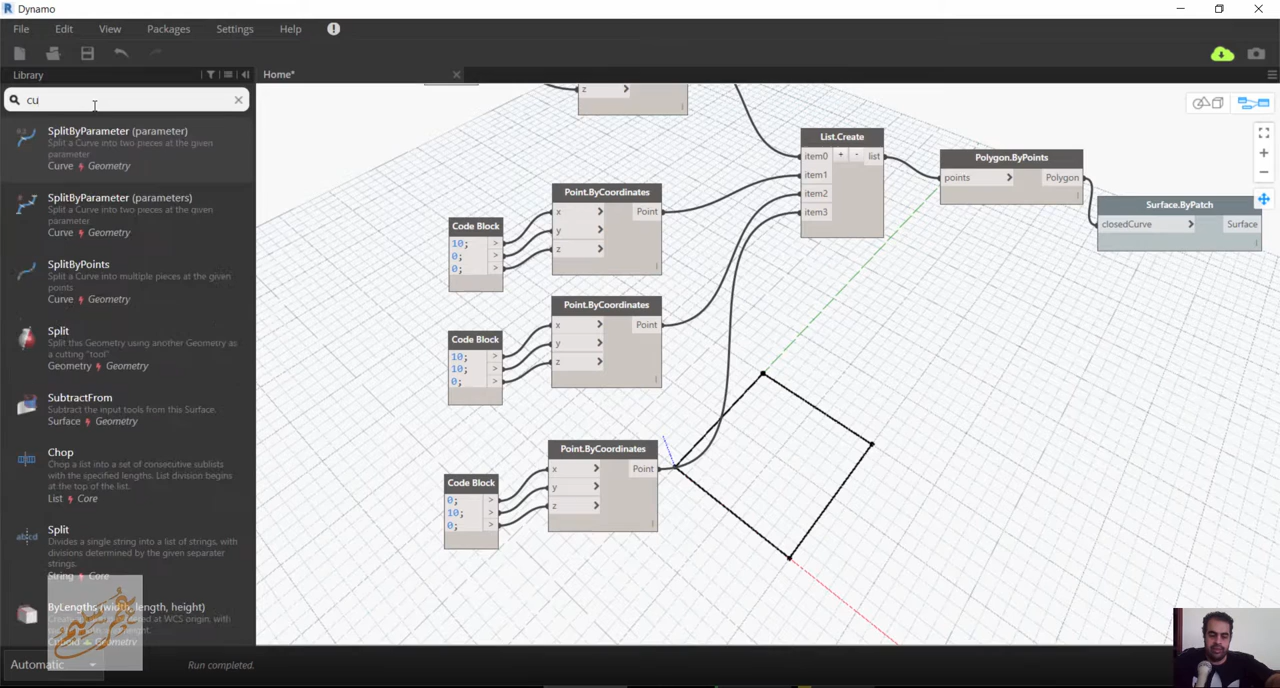 Dynamo
File Edit View Packages Settings Help
Library
Home*
cu
SplitByParameter (parameter)
Split a Curve into two pieces at the given
parameter
Curve Geometry
SplitByParameter (parameters)
Split a Curve into two pieces at the given
parameter
Curve Geometry
SplitByPoints
Split a Curve into multiple pieces at the given
points
Curve Geometry
Split
Split this Geometry using another Geometry as
a cutting "tool"
Geometry Geometry
SubtractFrom
Subtract the input tools from this Surface.
Surface Geometry
Chop
Chop a list into a set of consecutive sublists
with the specified lengths. List division begins
at the top of the list.
List Core
Split
Divides a single string into a list of strings, with
divisions determined by the given separater
strings.
String Core
ByLengths (width, length, height)
at WCS origin, with
Geometry
Automatic
Run completed.
z >
Code Block
10; >
0; >
0; >
Point.ByCoordinates
x > Point
y >
z >
Code Block
10; >
10; >
0; >
Point.ByCoordinates
x > Point
y >
z >
Code Block
0; >
10; >
0; >
Point.ByCoordinates
x > Point
y >
z >
List.Create
item0 + - list
item1
item2
item3
Polygon.ByPoints
points > Polygon
Surface.ByPatch
closedCurve > Surface